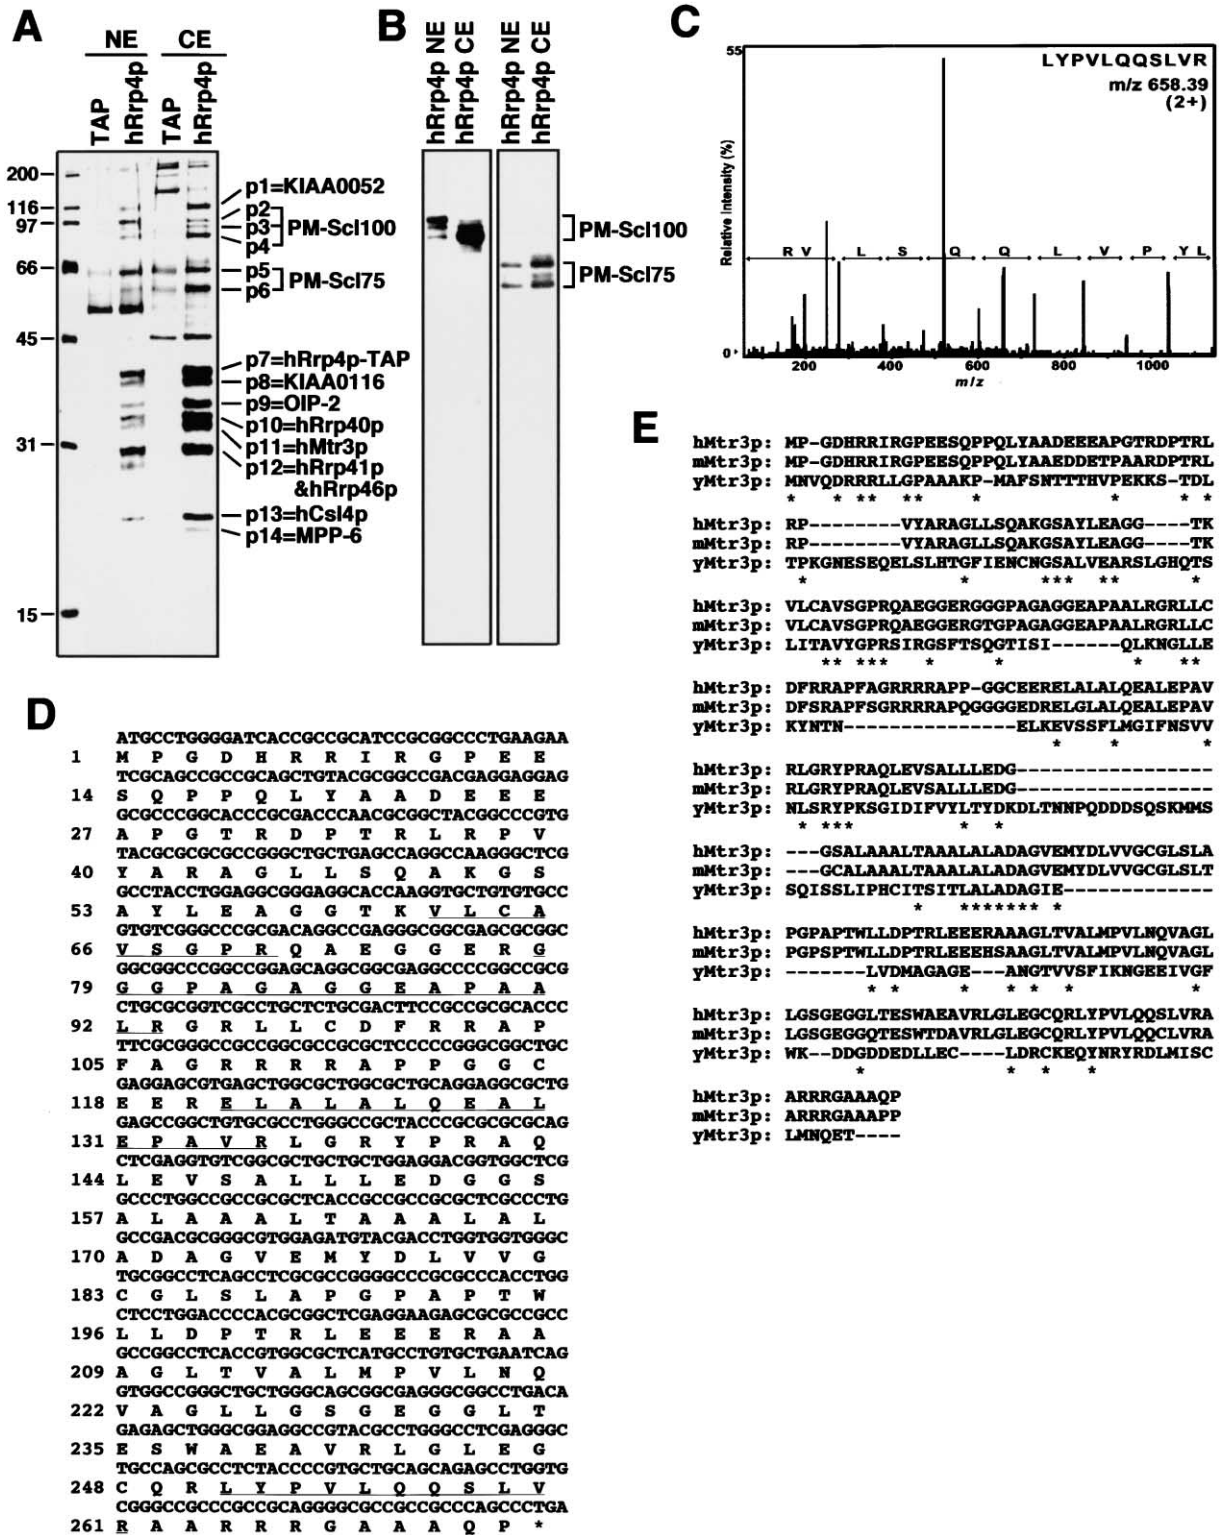 A
NE CE
TAP
hRrp4p
TAP
hRrp4p
200
116
97
66
45
31
15
p1=KIAA0052
p2
p3
p4
PM-Scl100
p5
p6
PM-Scl75
p7=hRrp4p-TAP
p8=KIAA0116
p9=OIP-2
p10=hRrp40p
p11=hMtr3p
p12=hRrp41p
&hRrp46p
p13=hCsl4p
p14=MPP-6
B
hRrp4p NE
hRrp4p CE
hRrp4p NE
hRrp4p CE
PM-Scl100
PM-Scl75
C
55
LYPVLQQSLVR
m/z 658.39
(2+)
Relative Intensity (%)
R V L S Q Q L V P Y L
0
200 400 600 800 1000
m/z
D
ATGCCTGGGGATCACCGCCGCATCCGCGGCCCTGAAGAA
1 M P G D H R R I R G P E E
TCGCAGCCGCCGCAGCTGTACGCGGCCGACGAGGAGGAG
14 S Q P P Q L Y A A D E E E
GCGCCCGGCACCCGCGACCCAACGCGGCTACGGCCCGTG
27 A P G T R D P T R L R P V
TACGCGCGCGCCGGGCTGCTGAGCCAGGCCAAGGGCTCG
40 Y A R A G L L S Q A K G S
GCCTACCTGGAGGCGGGAGGCACCAAGGTGCTGTGTGCC
53 A Y L E A G G T K V L C A
GTGTCGGGCCCGCGACAGGCCGAGGGCGGCGAGCGCGGC
66 V S G P R Q A E G G E R G
GGCGGCCCGGCCGGAGCAGGCGGCGAGGCCCCGGCCGCG
79 G G P A G A G G E A P A A
CTGCGCGGTCGCCTGCTCTGCGACTTCCGCCGCGCACCC
92 L R G R L L C D F R R A P
TTCGCGGGCCGCCGGCGCCGCGCTCCCCCGGGCGGCTGC
105 F A G R R R R A P P G G C
GAGGAGCGTGAGCTGGCGCTGGCGCTGCAGGAGGCGCTG
118 E E R E L A L A L Q E A L
GAGCCGGCTGTGCGCCTGGGCCGCTACCCGCGCGCGCAG
131 E P A V R L G R Y P R A Q
CTCGAGGTGTCGGCGCTGCTGCTGGAGGACGGTGGCTCG
144 L E V S A L L L E D G G S
GCCCTGGCCGCCGCGCTCACCGCCGCCGCGCTCGCCCTG
157 A L A A A L T A A A L A L
GCCGACGCGGGCGTGGAGATGTACGACCTGGTGGTGGGC
170 A D A G V E M Y D L V V G
TGCGGCCTCAGCCTCGCGCCGGGGCCCGCGCCCACCTGG
183 C G L S L A P G P A P T W
CTCCTGGACCCCACGCGGCTCGAGGAAGAGCGCGCCGCC
196 L L D P T R L E E E R A A
GCCGGCCTCACCGTGGCGCTCATGCCTGTGCTGAATCAG
209 A G L T V A L M P V L N Q
GTGGCCGGGCTGCTGGGCAGCGGCGAGGGCGGCCTGACA
222 V A G L L G S G E G G L T
GAGAGCTGGGCGGAGGCCGTACGCCTGGGCCTCGAGGGC
235 E S W A E A V R L G L E G
TGCCAGCGCCTCTACCCCGTGCTGCAGCAGAGCCTGGTG
248 C Q R L Y P V L Q Q S L V
CGGGCCGCCCGCCGCAGGGGCGCCGCCGCCCAGCCCTGA
261 R A A R R R G A A A Q P *
E
hMtr3p: MP-GDHRRIRGPEESQPPQLYAADEEEAPGTRDPTRL
mMtr3p: MP-GDHRRIRGPEESQPPQLYAAEDDETPAARDPTRL
yMtr3p: MNVQDRRRLLGPAAAKP-MAFSNTTTHVPEKKS-TDL
* * ** ** * * * *
hMtr3p: RP--------VYARAGLLSQAKGSAYLEAGG----TK
mMtr3p: RP--------VYARAGLLSQAKGSAYLEAGG----TK
yMtr3p: TPKGNESEQELSLHTGFIENCNGSALVEARSLGHQTS
* * *** ** *
hMtr3p: VLCAVSGPRQAEGGERGGGPAGAGGEAPAALRGRLLC
mMtr3p: VLCAVSGPRQAEGGERGTGPAGAGGEAPAALRGRLLC
yMtr3p: LITAVYGPRSIRGSFTSQGTISI------QLKNGLLE
** *** * * * **
hMtr3p: DFRRAPFAGRRRRAPP-GGCEERELALALQEALEPAV
mMtr3p: DFSRAPFSGRRRRAPQGGGGEDRELGLALQEALEPAV
yMtr3p: KYNTN---------------ELKEVSSFLMGIFNSVV
* * *
hMtr3p: RLGRYPRAQLEVSALLLEDG-----------------
mMtr3p: RLGRYPRAQLEVSALLLEDG-----------------
yMtr3p: NLSRYPKSGIDIFVYLTYDKDLTNNPQDDDSQSKMMS
* *** * *
hMtr3p: ---GSALAAALTAAALALADAGVEMYDLVVGCGLSLA
mMtr3p: ---GCALAAALTAAALALADAGVEMYDLVVGCGLSLT
yMtr3p: SQISSLIPHCITSITLALADAGIE-------------
* ******* *
hMtr3p: PGPAPTWLLDPTRLEEERAAAGLTVALMPVLNQVAGL
mMtr3p: PGPSPTWLLDPTRLEEEHSAAGLTVALMPVLNQVAGL
yMtr3p: -------LVDMAGAGE---ANGTVVSFIKNGEEIVGF
* * * * * * *
hMtr3p: LGSGEGGLTESWAEAVRLGLEGCQRLYPVLQQSLVRA
mMtr3p: LGSGEGGQTESWTDAVRLGLEGCQRLYPVLQQCLVRA
yMtr3p: WK--DDGDDEDLLEC----LDRCKEQYNRYRDLMISC
* * * *
hMtr3p: ARRRGAAAQP
mMtr3p: ARRRGAAAPP
yMtr3p: LMNQET----